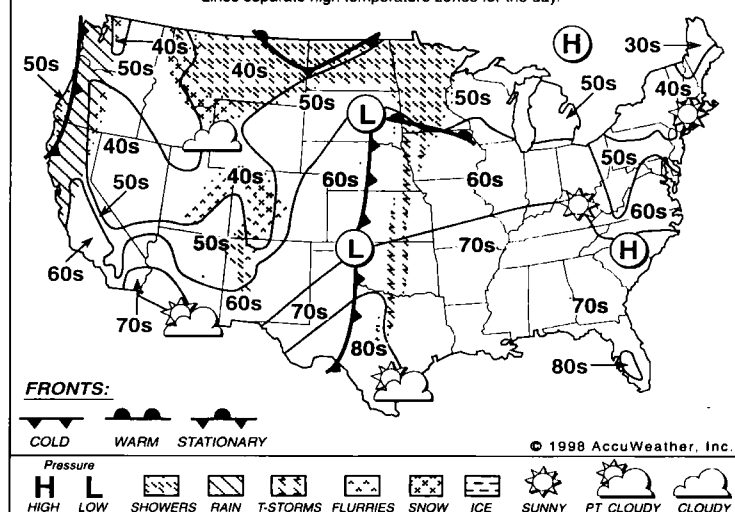 Lines separate high temperature zones for the day.
40s
H
30s
50s
50s
40s
50s
50s
50s
40s
L
40s
40s
50s
50s
40s
60s
60s
60s
50s
70s
L
H
60s
60s
70s
70s
70s
80s
80s
FRONTS:
COLD WARM STATIONARY
© 1998 AccuWeather, Inc.
Pressure
H L
HIGH LOW SHOWERS RAIN T-STORMS FLURRIES SNOW ICE SUNNY PT CLOUDY CLOUDY